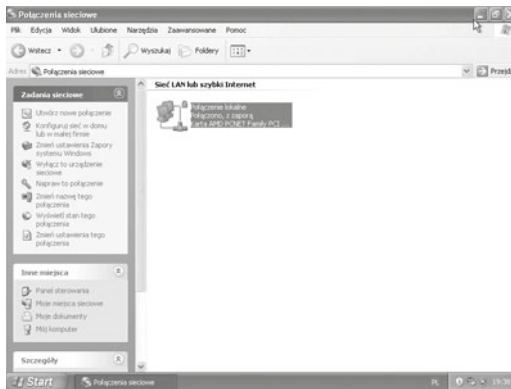 Połączenia sieciowe
Plik Edycja Widok Ulubione Narzędzia Zaawansowane Pomoc
Wstecz Wyszukaj Foldery
Adres Połączenia sieciowe Przejdź
Zadania sieciowe
Utwórz nowe połączenie
Konfiguruj sieć w domu
lub w małej firmie
Zmień ustawienia Zapory
systemu Windows
Wyłącz to urządzenie
sieciowe
Napraw to połączenie
Zmień nazwę tego
połączenia
Wyświetl stan tego
połączenia
Zmień ustawienia tego
połączenia
Inne miejsca
Panel sterowania
Moje miejsca sieciowe
Moje dokumenty
Mój komputer
Szczegóły
Sieć LAN lub szybki Internet
Połączenie lokalne
Połączono, z zaporą
Karta AMD PCNET Family PCI ...
Start Połączenia sieciowe PL 19:38